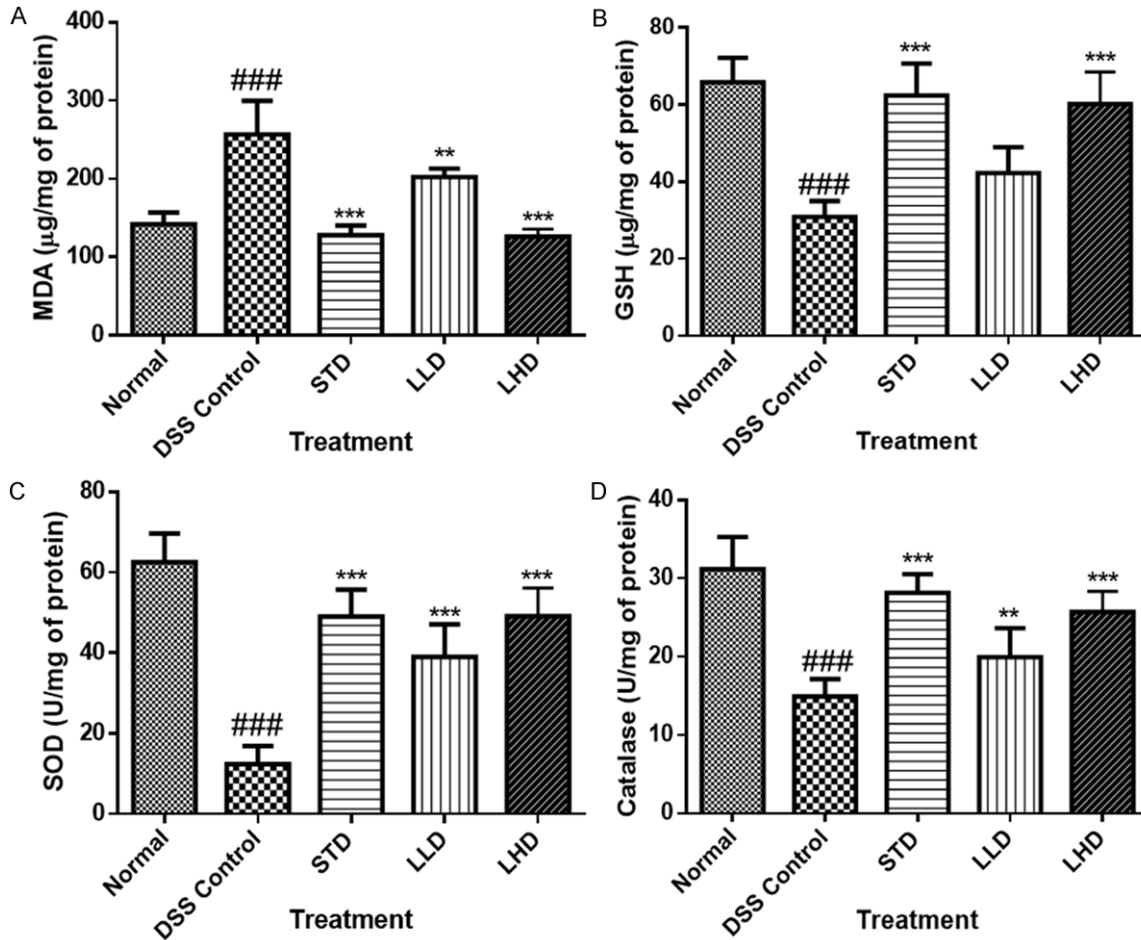 A
MDA (μg/mg of protein)
400
300
200
100
0
###
***
**
***
Normal
DSS Control
STD
LLD
LHD
Treatment
B
GSH (μg/mg of protein)
80
60
40
20
0
###
***
***
Normal
DSS Control
STD
LLD
LHD
Treatment
C
SOD (U/mg of protein)
80
60
40
20
0
###
***
***
***
Normal
DSS Control
STD
LLD
LHD
Treatment
D
Catalase (U/mg of protein)
40
30
20
10
0
###
***
**
***
Normal
DSS Control
STD
LLD
LHD
Treatment